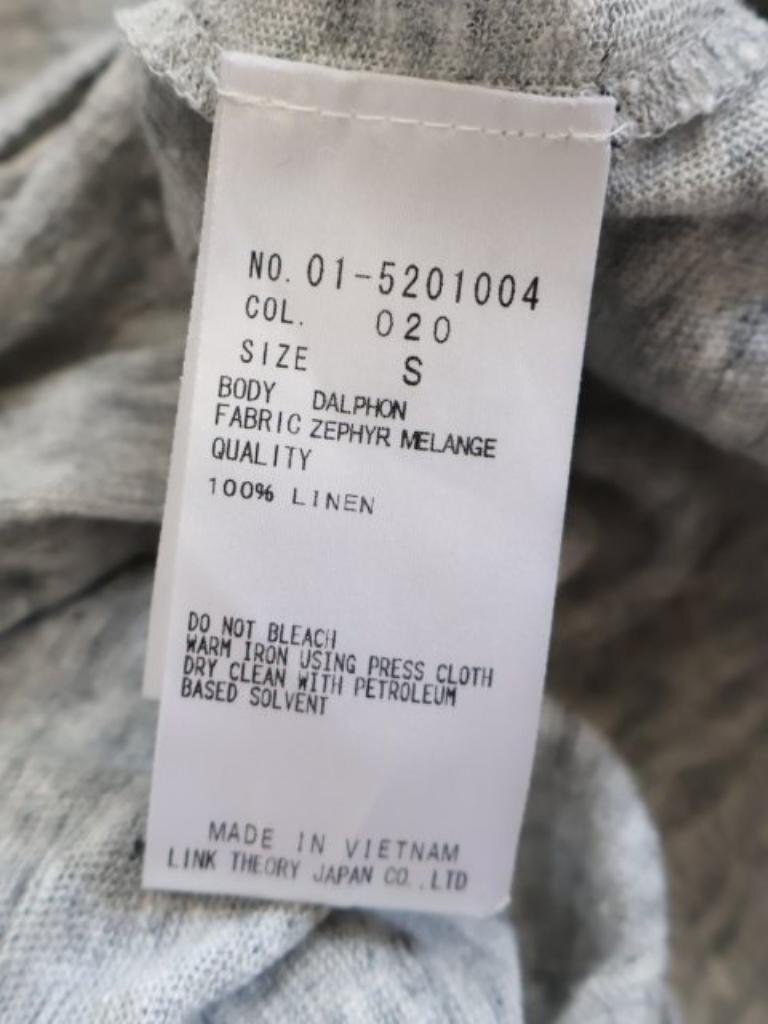 NO. 01-5201004
COL. 020
SIZE S
BODY DALPHON
FABRIC ZEPHYR MELANGE
QUALITY
100% LINEN
DO NOT BLEACH
WARM IRON USING PRESS CLOTH
DRY CLEAN WITH PETROLEUM
BASED SOLVENT
MADE IN VIETNAM
LINK THEORY JAPAN CO.,LTD